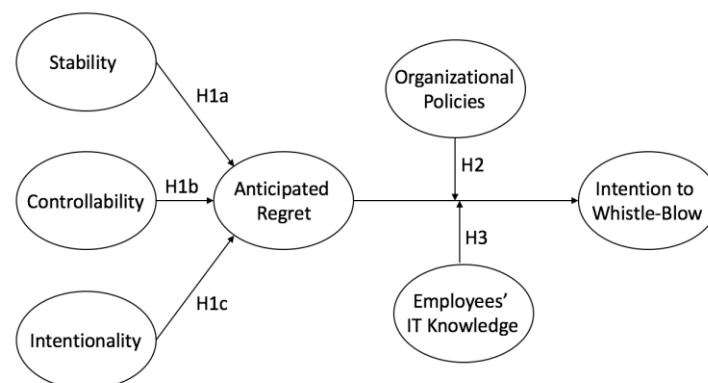 Stability
H1a
Organizational
Policies
H2
Controllability
H1b
Anticipated
Regret
Intention to
Whistle-Blow
H3
H1c
Intentionality
Employees'
IT Knowledge